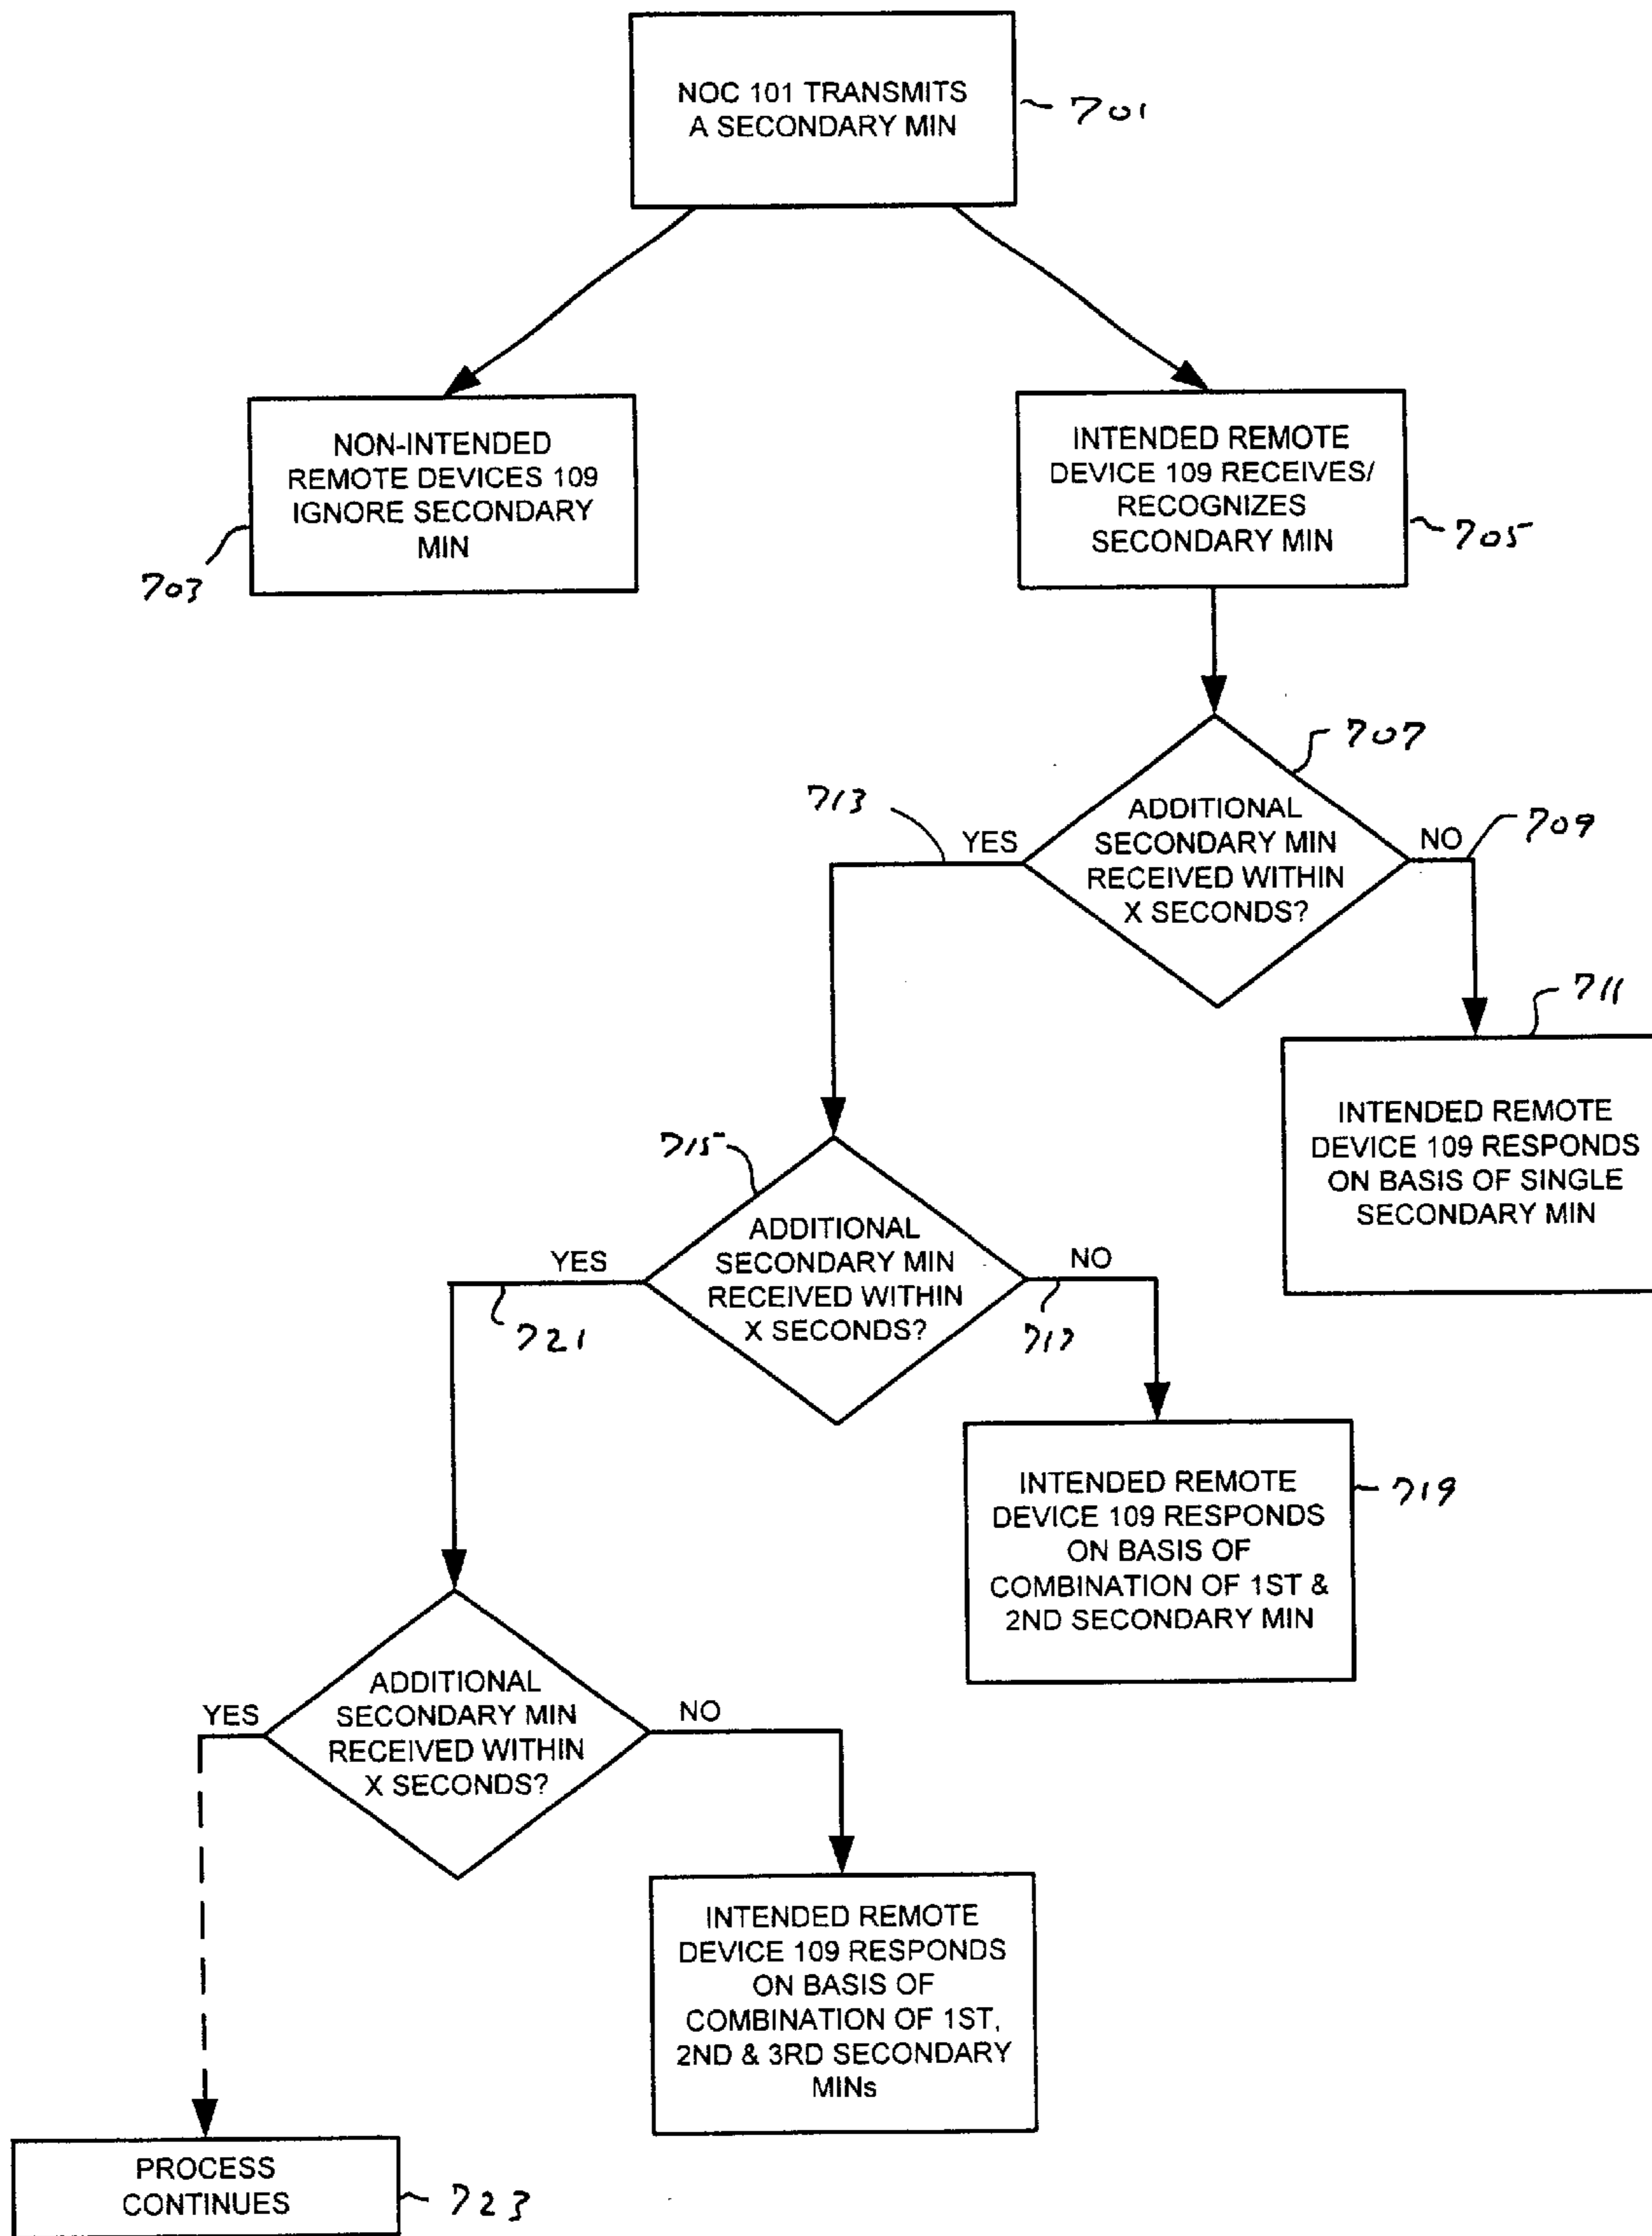 NOC 101 TRANSMITS
A SECONDARY MIN
701
NON-INTENDED
REMOTE DEVICES 109
IGNORE SECONDARY
MIN
703
INTENDED REMOTE
DEVICE 109 RECEIVES/
RECOGNIZES
SECONDARY MIN
705
707
ADDITIONAL
SECONDARY MIN
RECEIVED WITHIN
X SECONDS?
713
YES
NO
709
711
INTENDED REMOTE
DEVICE 109 RESPONDS
ON BASIS OF SINGLE
SECONDARY MIN
715
ADDITIONAL
SECONDARY MIN
RECEIVED WITHIN
X SECONDS?
YES
721
NO
717
INTENDED REMOTE
DEVICE 109 RESPONDS
ON BASIS OF
COMBINATION OF 1ST &
2ND SECONDARY MIN
719
ADDITIONAL
SECONDARY MIN
RECEIVED WITHIN
X SECONDS?
YES
NO
INTENDED REMOTE
DEVICE 109 RESPONDS
ON BASIS OF
COMBINATION OF 1ST,
2ND & 3RD SECONDARY
MINs
PROCESS
CONTINUES
723